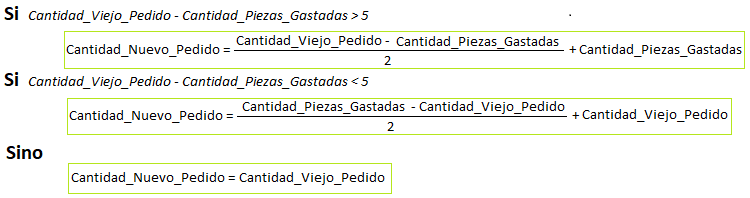 Si Cantidad_Viejo_Pedido - Cantidad_Piezas_Gastadas > 5
Cantidad_Nuevo_Pedido = (Cantidad_Viejo_Pedido - Cantidad_Piezas_Gastadas) / 2 + Cantidad_Piezas_Gastadas
Si Cantidad_Viejo_Pedido - Cantidad_Piezas_Gastadas < 5
Cantidad_Nuevo_Pedido = (Cantidad_Piezas_Gastadas - Cantidad_Viejo_Pedido) / 2 + Cantidad_Viejo_Pedido
Sino
Cantidad_Nuevo_Pedido = Cantidad_Viejo_Pedido